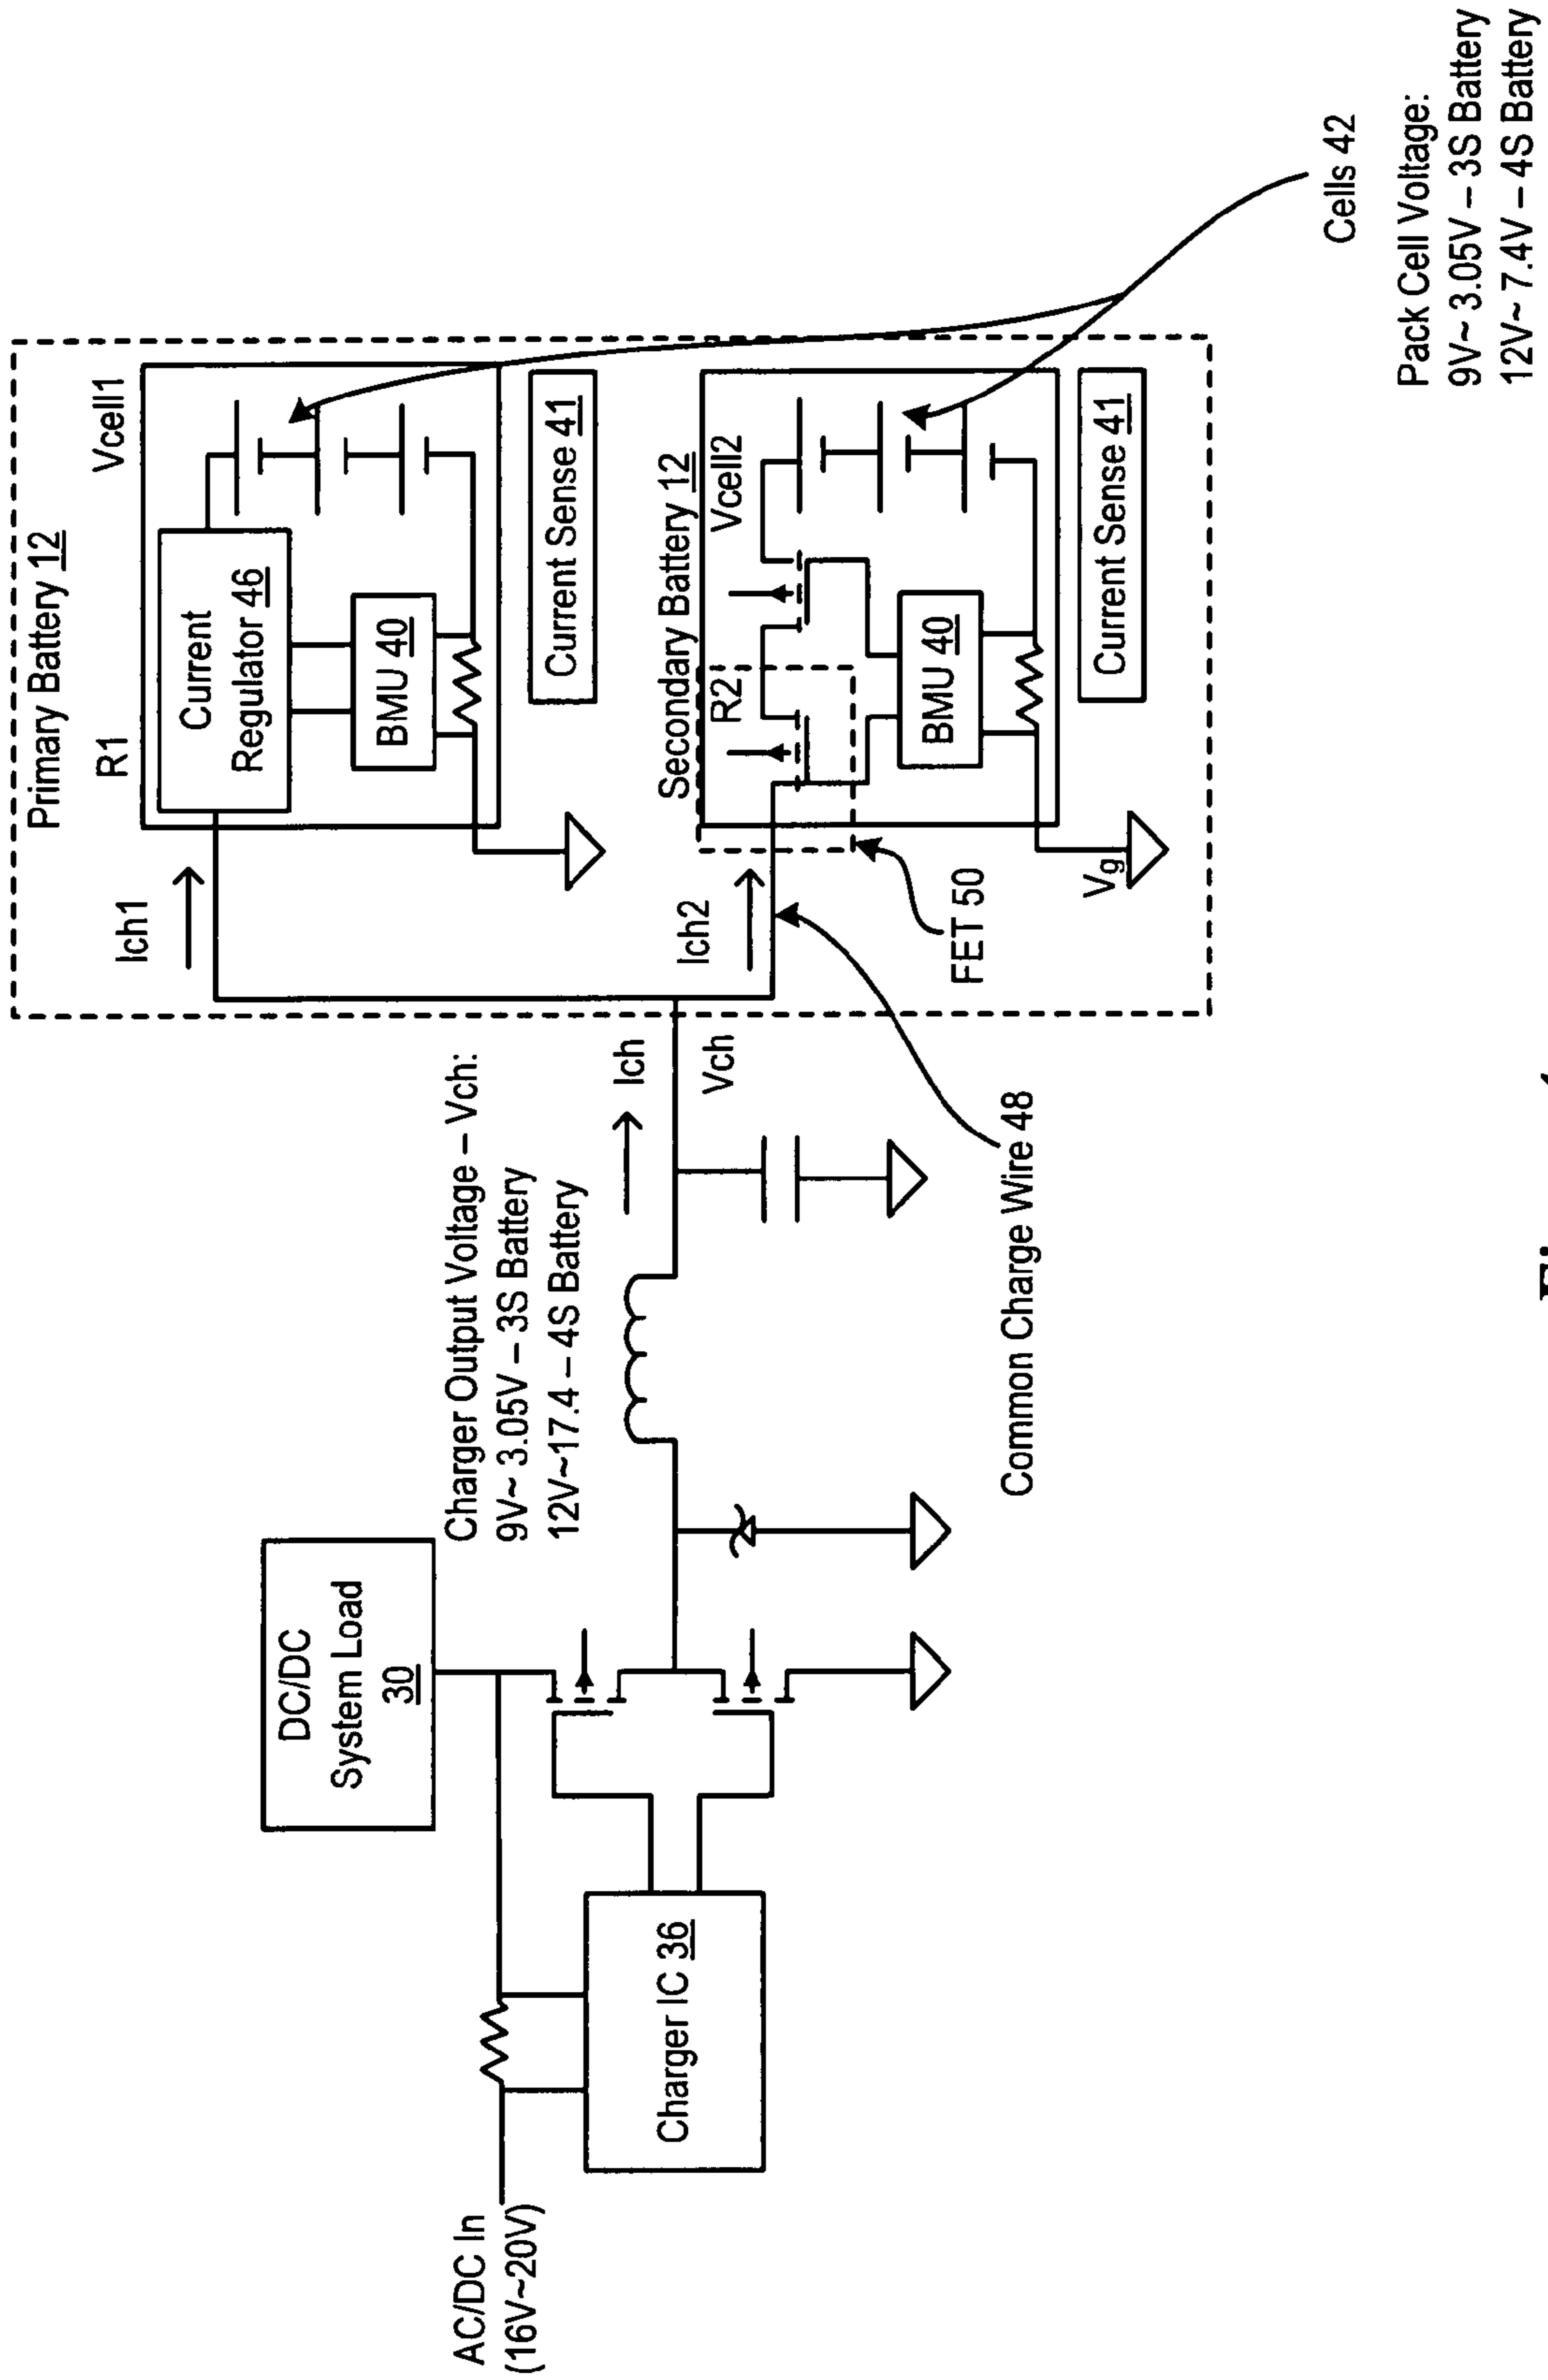 AC/DC In
(16V~20V)
Charger IC 36
DC/DC
System Load
30
Charger Output Voltage – Vch:
9V~ 3.05V – 3S Battery
12V~17.4 – 4S Battery
Ich
Vch
Common Charge Wire 48
Primary Battery 12
Ich1
R1
Vcell1
Current
Regulator 46
BMU 40
Current Sense 41
Secondary Battery 12
Ich2
R2
Vcell2
BMU 40
Current Sense 41
FET 50
Vg
Cells 42
Pack Cell Voltage:
9V~ 3.05V – 3S Battery
12V~ 7.4V – 4S Battery